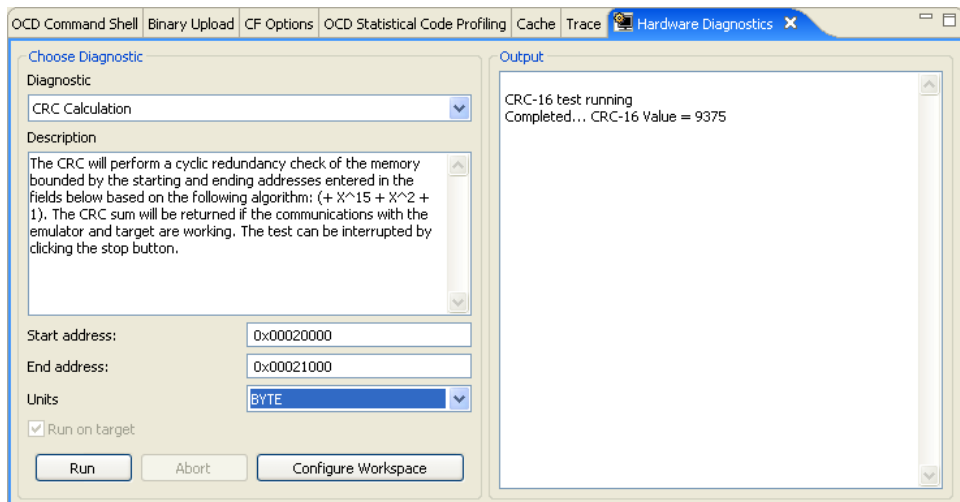 OCD Command Shell Binary Upload CF Options OCD Statistical Code Profiling Cache Trace Hardware Diagnostics
Choose Diagnostic
Diagnostic
CRC Calculation
Description
The CRC will perform a cyclic redundancy check of the memory
bounded by the starting and ending addresses entered in the
fields below based on the following algorithm: (+ X^15 + X^2 +
1). The CRC sum will be returned if the communications with the
emulator and target are working. The test can be interrupted by
clicking the stop button.
Start address: 0x00020000
End address: 0x00021000
Units BYTE
Run on target
Run Abort Configure Workspace
Output
CRC-16 test running
Completed... CRC-16 Value = 9375